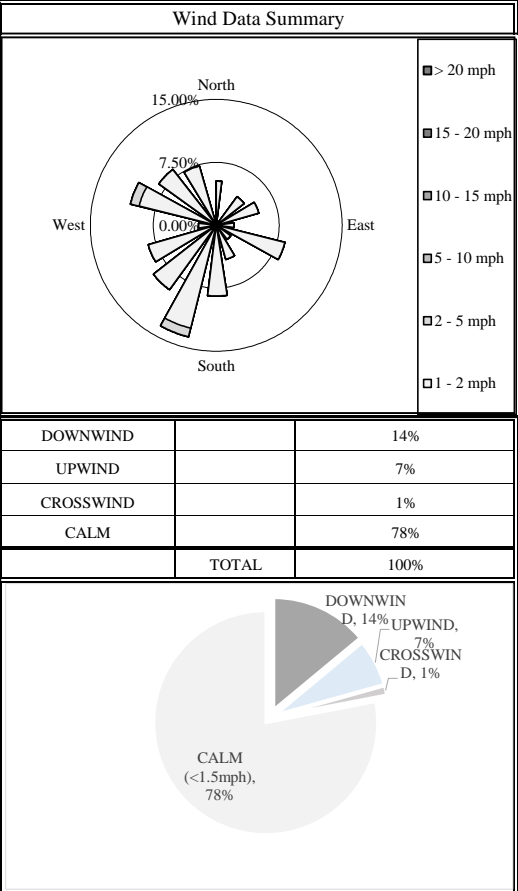 Wind Data Summary
North
15.00%
7.50%
West
0.00%
East
South
> 20 mph
15 - 20 mph
10 - 15 mph
5 - 10 mph
2 - 5 mph
1 - 2 mph
DOWNWIND 14%
UPWIND 7%
CROSSWIND 1%
CALM 78%
TOTAL 100%
DOWNWIN
D, 14%
UPWIND,
7%
CROSSWIN
D, 1%
CALM
(<1.5mph),
78%